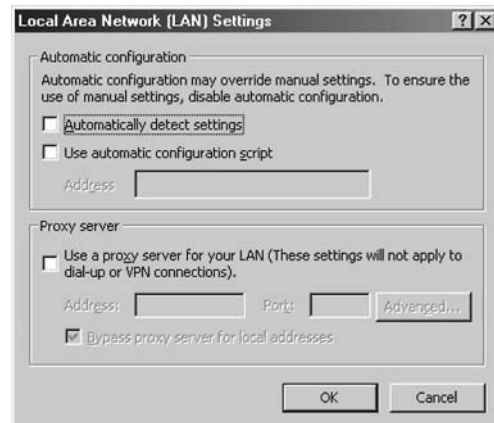 Local Area Network (LAN) Settings
Automatic configuration
Automatic configuration may override manual settings. To ensure the
use of manual settings, disable automatic configuration.
Automatically detect settings
Use automatic configuration script
Address
Proxy server
Use a proxy server for your LAN (These settings will not apply to
dial-up or VPN connections).
Address: Port: Advanced...
Bypass proxy server for local addresses
OK Cancel